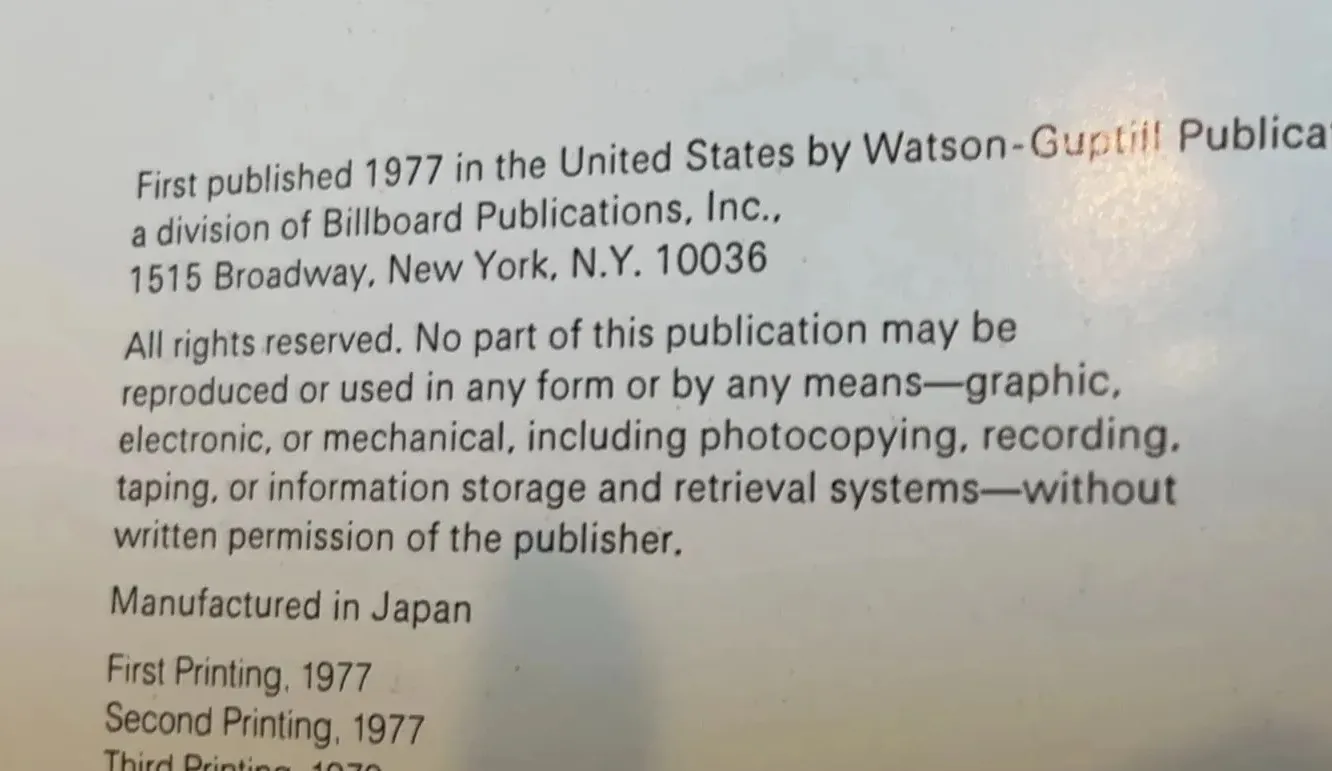 First published 1977 in the United States by Watson-Guptill
a division of Billboard Publications, Inc.,
1515 Broadway, New York, N.Y. 10036
All rights reserved. No part of this publication may be
reproduced or used in any form or by any means—graphic,
electronic, or mechanical, including photocopying, recording,
taping, or information storage and retrieval systems—without
written permission of the publisher.
Manufactured in Japan
First Printing, 1977
Second Printing, 1977
Third Printing,